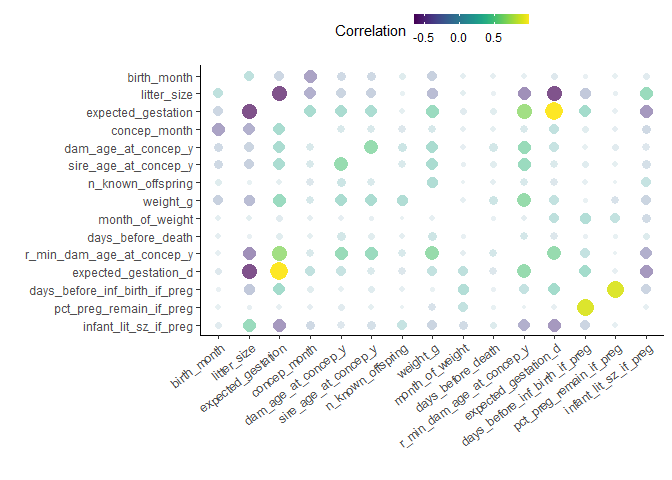 Correlation
-0.5 0.0 0.5
birth_month
litter_size
expected_gestation
concep_month
dam_age_at_concep_y
sire_age_at_concep_y
n_known_offspring
weight_g
month_of_weight
days_before_death
r_min_dam_age_at_concep_y
expected_gestation_d
days_before_inf_birth_if_preg
pct_preg_remain_if_preg
infant_lit_sz_if_preg
birth_month
litter_size
expected_gestation
concep_month
dam_age_at_concep_y
sire_age_at_concep_y
n_known_offspring
weight_g
month_of_weight
days_before_death
r_min_dam_age_at_concep_y
expected_gestation_d
days_before_inf_birth_if_preg
pct_preg_remain_if_preg
infant_lit_sz_if_preg